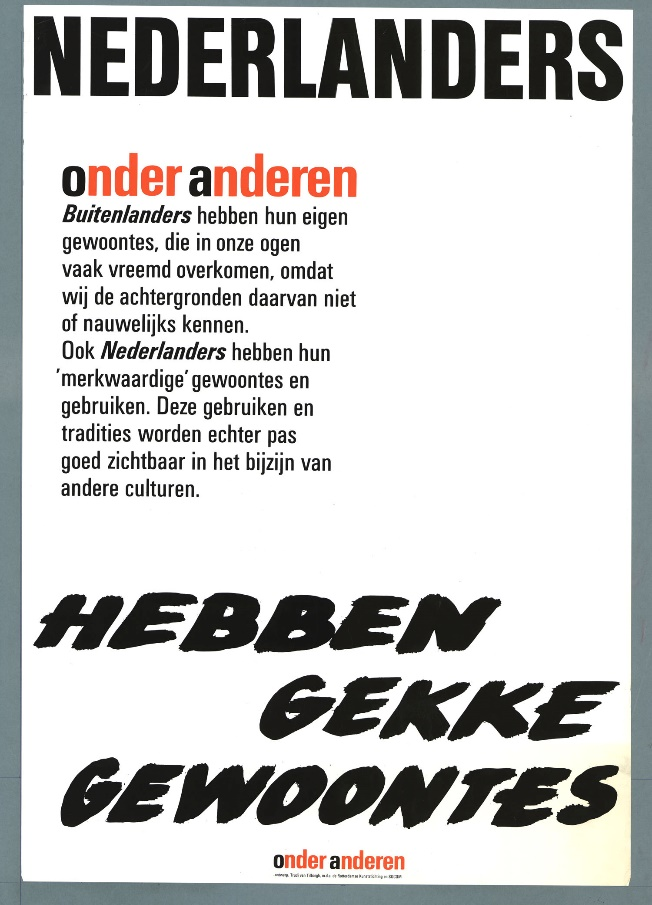 NEDERLANDERS
onder anderen
Buitenlanders hebben hun eigen
gewoontes, die in onze ogen
vaak vreemd overkomen, omdat
wij de achtergronden daarvan niet
of nauwelijks kennen.
Ook Nederlanders hebben hun
'merkwaardige' gewoontes en
gebruiken. Deze gebruiken en
tradities worden echter pas
goed zichtbaar in het bijzijn van
andere culturen.
HEBBEN
GEKKE
GEWOONTES
onder anderen